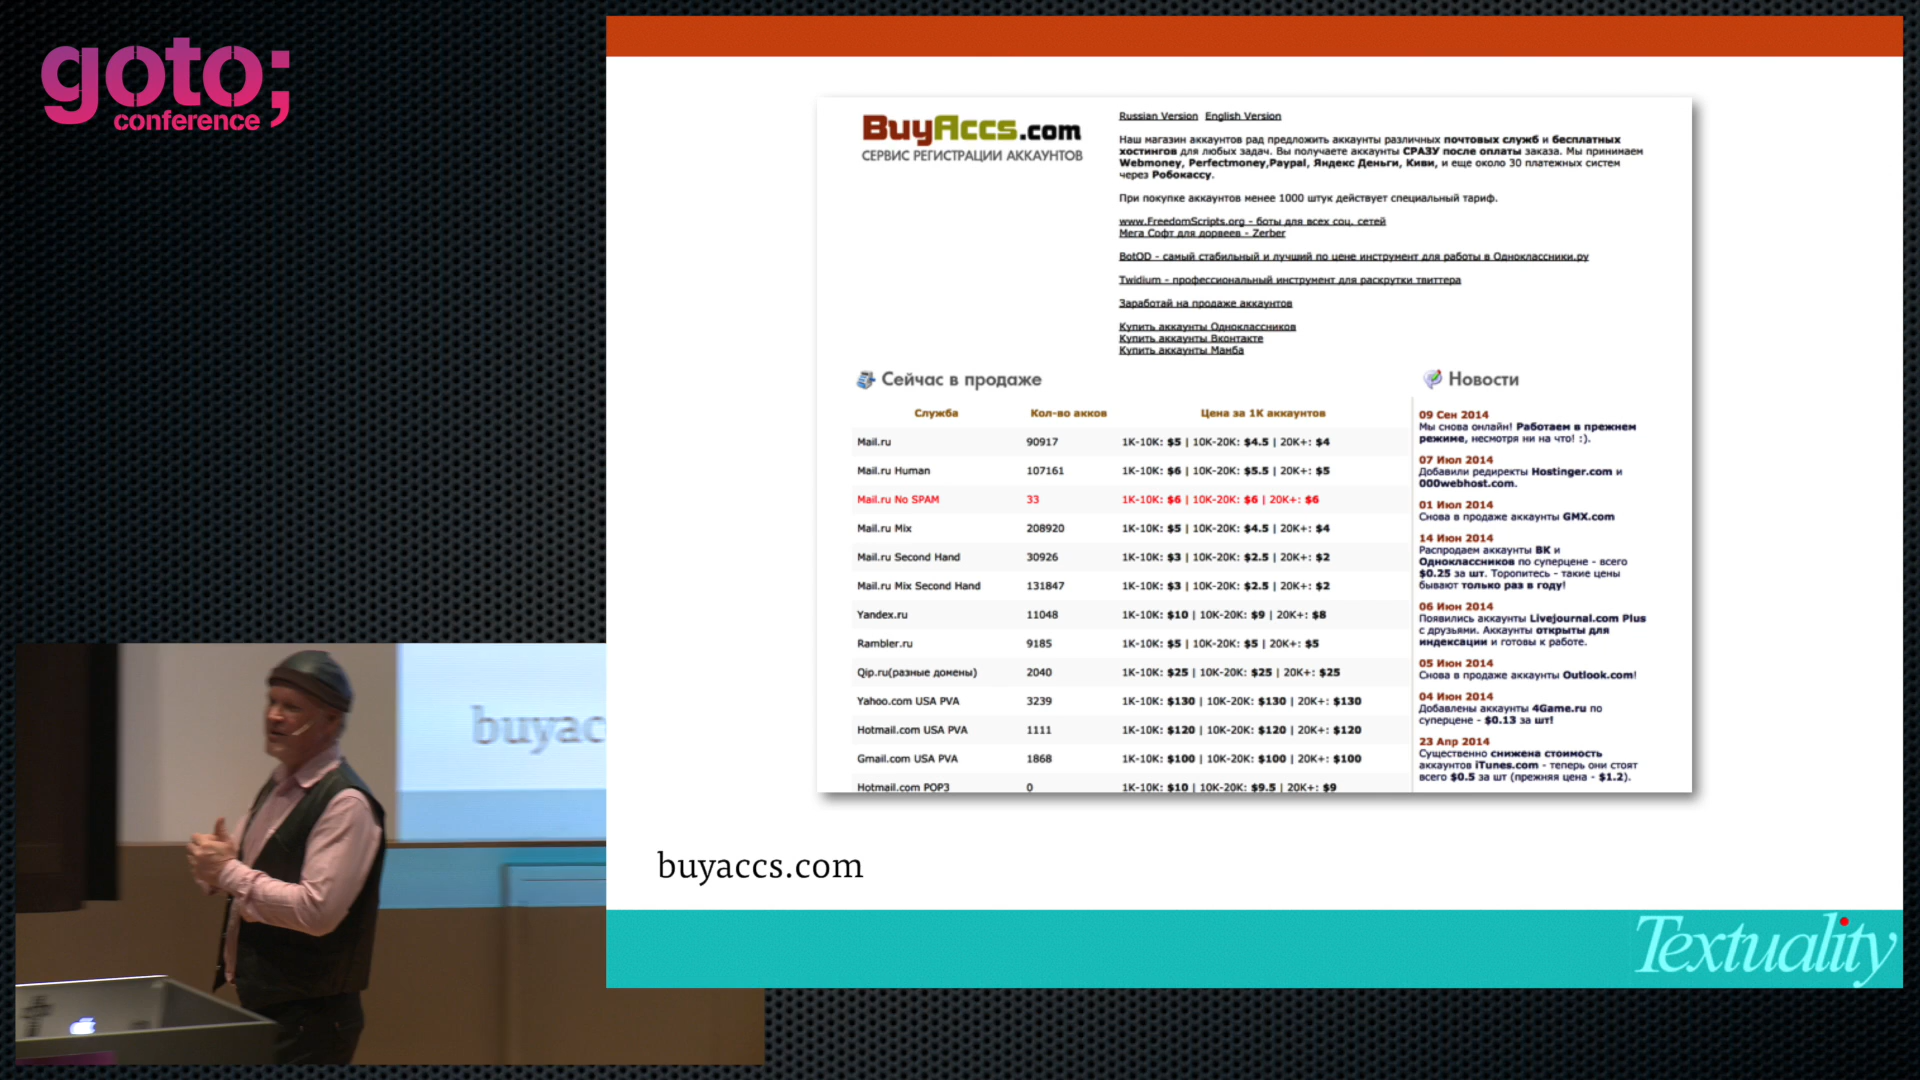 goto;
conference
BuyAccs.com
СЕРВИС РЕГИСТРАЦИИ АККАУНТОВ
Russian Version English Version
Наш магазин аккаунтов рад предложить аккаунты различных почтовых служб и бесплатных
хостингов для любых задач. Вы получаете аккаунты СРАЗУ после оплаты заказа. Мы принимаем
Webmoney, Perfectmoney,Paypal, Яндекс Деньги, Киви, и еще около 30 платежных систем
через Робокассу.
При покупке аккаунтов менее 1000 штук действует специальный тариф.
www.FreedomScripts.org - боты для всех соц. сетей
Мега Софт для дорвеев - Zerber
BotOD - самый стабильный и лучший по цене инструмент для работы в Одноклассники.ру
Twidium - профессиональный инструмент для раскрутки твиттера
Заработай на продаже аккаунтов
Купить аккаунты Одноклассников
Купить аккаунты Вконтакте
Купить аккаунты Манба
Сейчас в продаже
Служба Кол-во акков Цена за 1К аккаунтов
Mail.ru 90917 1K-10K: $5 | 10K-20K: $4.5 | 20K+: $4
Mail.ru Human 107161 1K-10K: $6 | 10K-20K: $5.5 | 20K+: $5
Mail.ru No SPAM 33 1K-10K: $6 | 10K-20K: $6 | 20K+: $6
Mail.ru Mix 208920 1K-10K: $5 | 10K-20K: $4.5 | 20K+: $4
Mail.ru Second Hand 30926 1K-10K: $3 | 10K-20K: $2.5 | 20K+: $2
Mail.ru Mix Second Hand 131847 1K-10K: $3 | 10K-20K: $2.5 | 20K+: $2
Yandex.ru 11048 1K-10K: $10 | 10K-20K: $9 | 20K+: $8
Rambler.ru 9185 1K-10K: $5 | 10K-20K: $5 | 20K+: $5
Qip.ru(разные домены) 2040 1K-10K: $25 | 10K-20K: $25 | 20K+: $25
Yahoo.com USA PVA 3239 1K-10K: $130 | 10K-20K: $130 | 20K+: $130
Hotmail.com USA PVA 1111 1K-10K: $120 | 10K-20K: $120 | 20K+: $120
Gmail.com USA PVA 1868 1K-10K: $100 | 10K-20K: $100 | 20K+: $100
Hotmail.com POP3 0 1K-10K: $10 | 10K-20K: $9.5 | 20K+: $9
Новости
09 Сен 2014
Мы снова онлайн! Работаем в прежнем
режиме, несмотря ни на что! :).
07 Июл 2014
Добавили редиректы Hostinger.com и
000webhost.com.
01 Июл 2014
Снова в продаже аккаунты GMX.com
14 Июн 2014
Распродаем аккаунты ВК и
Одноклассников по суперцене - всего
$0.25 за шт. Торопитесь - такие цены
бывают только раз в году!
06 Июн 2014
Появились аккаунты Livejournal.com Plus
с друзьями. Аккаунты открыты для
индексации и готовы к работе.
05 Июн 2014
Снова в продаже аккаунты Outlook.com!
04 Июн 2014
Добавлены аккаунты 4Game.ru по
суперцене - $0.13 за шт!
23 Апр 2014
Существенно снижена стоимость
аккаунтов iTunes.com - теперь они стоят
всего $0.5 за шт (прежняя цена - $1.2).
buyac
buyaccs.com
Textuality